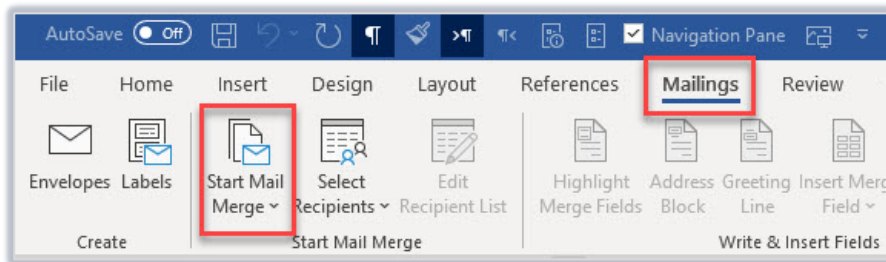 AutoSave Off ¶ >¶ ¶< Navigation Pane
File Home Insert Design Layout References Mailings Review
Envelopes Labels Start Mail Select Edit Highlight Address Greeting Insert Merg
Merge Recipients Recipient List Merge Fields Block Line Field
Create Start Mail Merge Write & Insert Fields